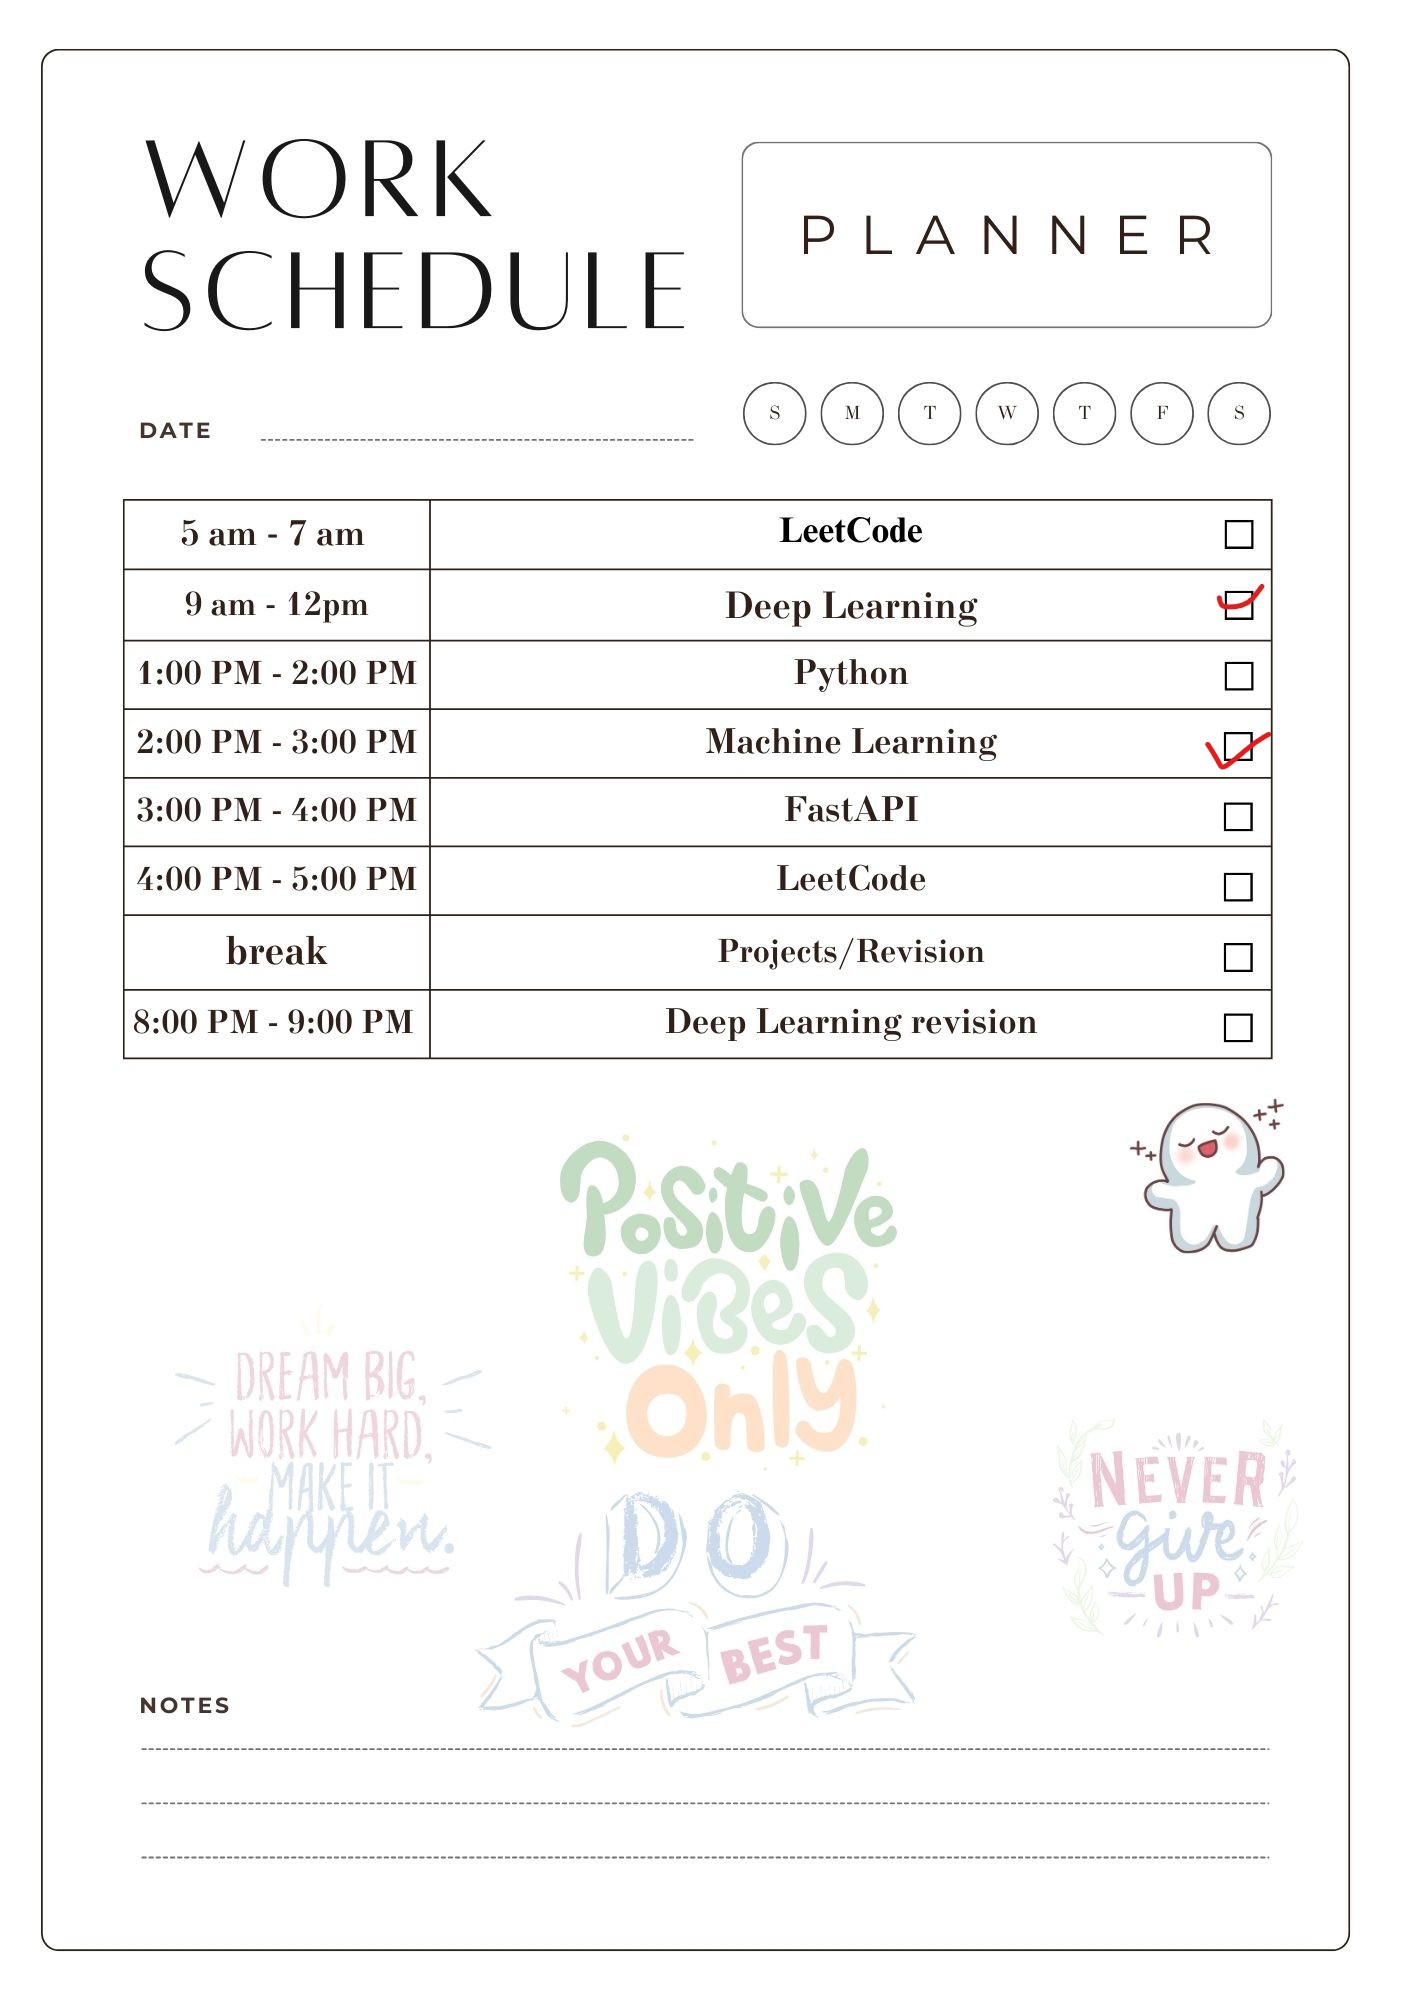 WORK
SCHEDULE
PLANNER
DATE
S M T W T F S
5 am - 7 am LeetCode
9 am - 12pm Deep Learning
1:00 PM - 2:00 PM Python
2:00 PM - 3:00 PM Machine Learning
3:00 PM - 4:00 PM FastAPI
4:00 PM - 5:00 PM LeetCode
break Projects/Revision
8:00 PM - 9:00 PM Deep Learning revision
Positive
ViBeS
Only
DREAM BIG,
WORK HARD,
MAKE IT
happen.
NEVER
give
UP
DO
YOUR BEST
NOTES